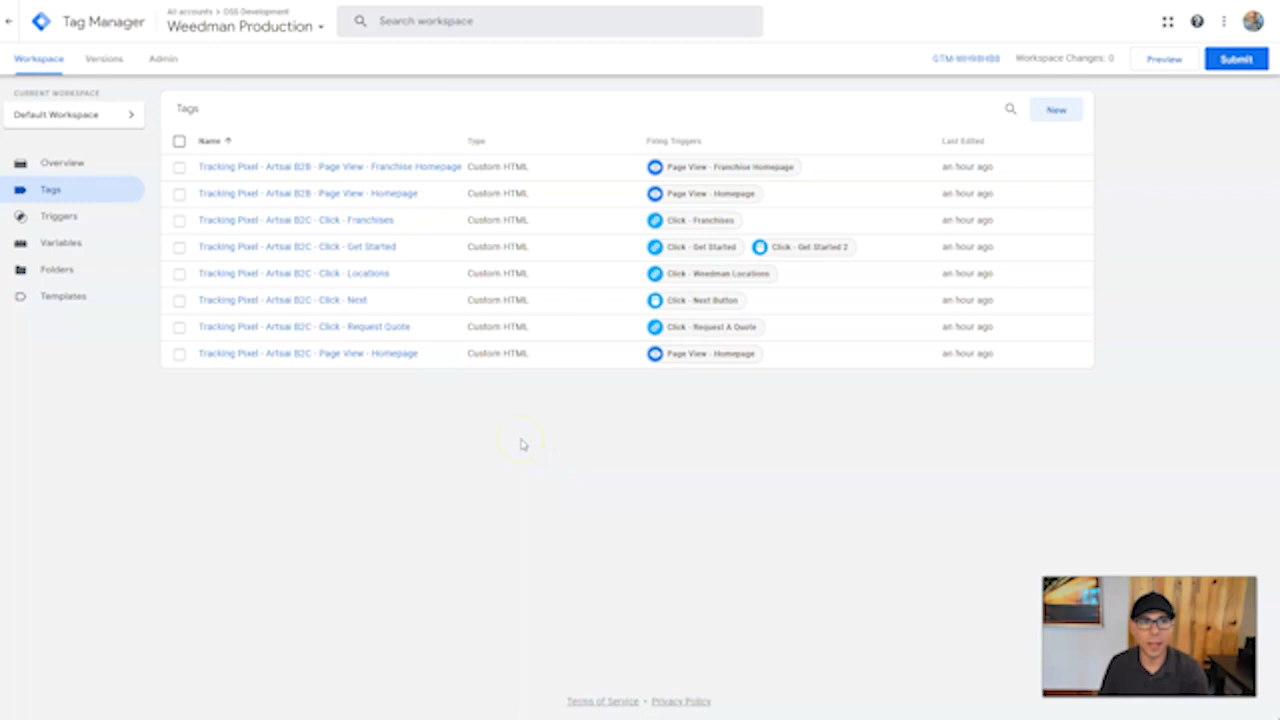 All accounts > OSS Development
Tag Manager
Weedman Production
Search workspace
Workspace Versions Admin
Workspace Changes: 0 Preview Submit
CURRENT WORKSPACE
Default Workspace
Overview
Tags
Triggers
Variables
Folders
Templates
Tags
New
Name Type Firing Triggers Last Edited
Tracking Pixel - Artsai B2B - Page View - Franchise Homepage Custom HTML Page View - Franchise Homepage an hour ago
Tracking Pixel - Artsai B2B - Page View - Homepage Custom HTML Page View - Homepage an hour ago
Tracking Pixel - Artsai B2C - Click - Franchises Custom HTML Click - Franchises an hour ago
Tracking Pixel - Artsai B2C - Click - Get Started Custom HTML Click - Get Started Click - Get Started 2 an hour ago
Tracking Pixel - Artsai B2C - Click - Locations Custom HTML Click - Weedman Locations an hour ago
Tracking Pixel - Artsai B2C - Click - Next Custom HTML Click - Next Button an hour ago
Tracking Pixel - Artsai B2C - Click - Request Quote Custom HTML Click - Request A Quote an hour ago
Tracking Pixel - Artsai B2C - Page View - Homepage Custom HTML Page View - Homepage an hour ago
Terms of Service • Privacy Policy